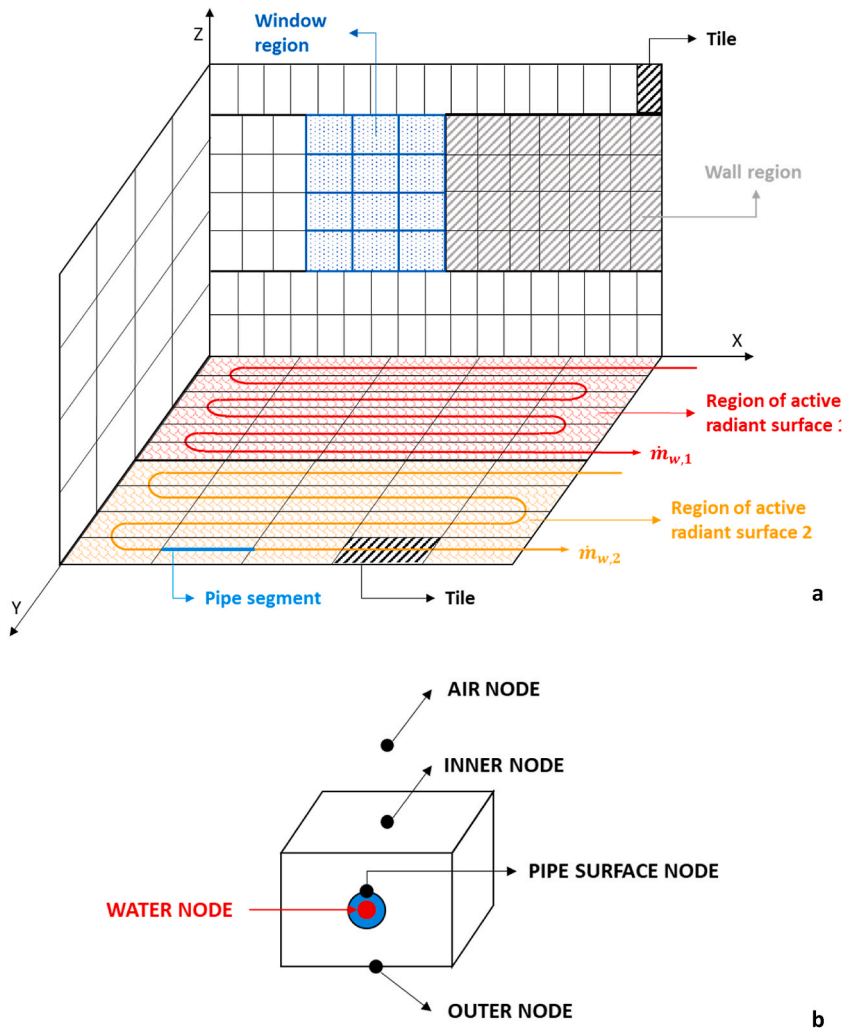 Z
Window
region
Tile
Wall region
X
Region of active
radiant surface 1
ṁw,1
Region of active
radiant surface 2
ṁw,2
Y
Pipe segment
Tile
a
AIR NODE
INNER NODE
PIPE SURFACE NODE
WATER NODE
OUTER NODE
b